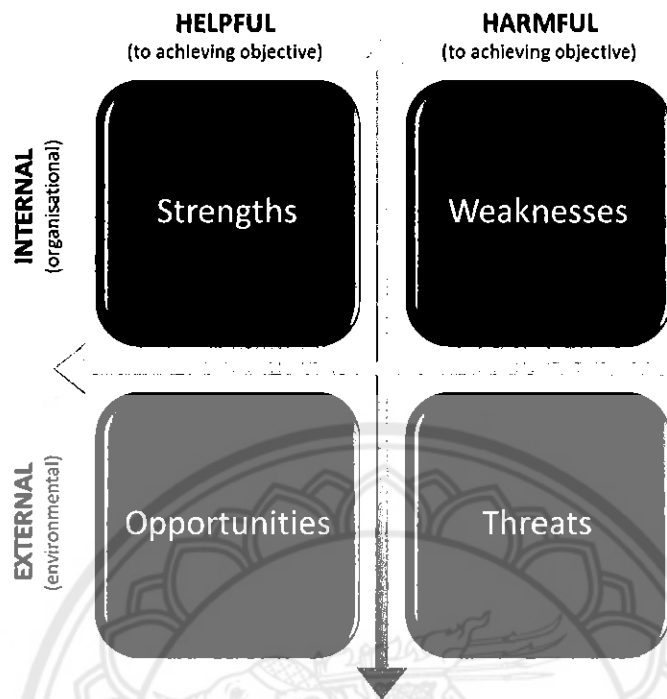 HELPFUL
(to achieving objective)
HARMFUL
(to achieving objective)
INTERNAL
(organisational)
Strengths
Weaknesses
EXTERNAL
(environmental)
Opportunities
Threats